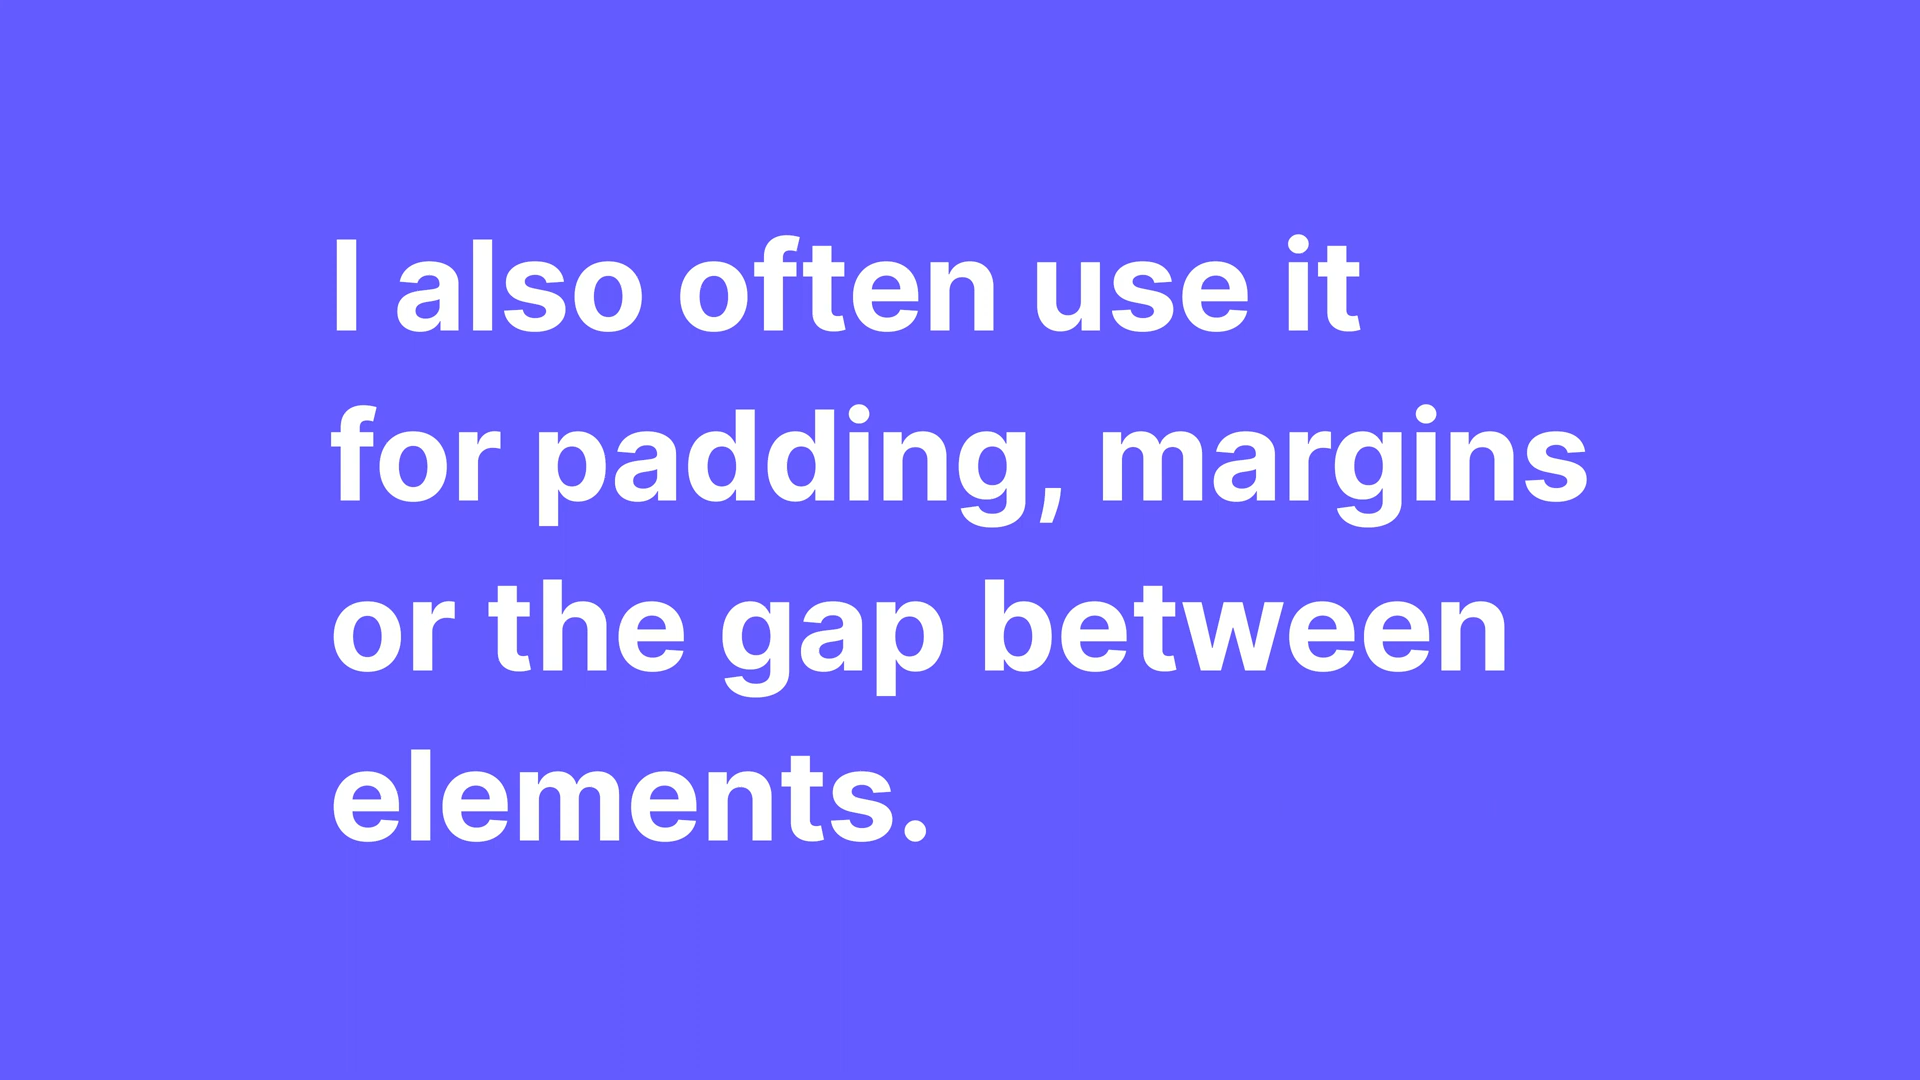 I also often use it
for padding, margins
or the gap between
elements.